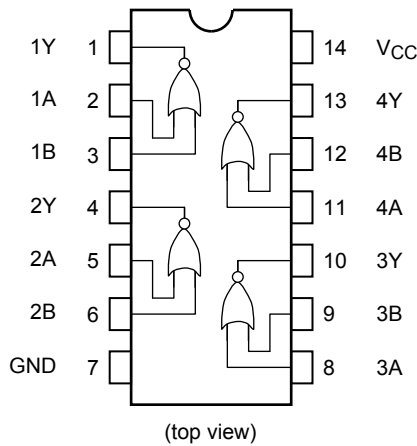 1Y 1 14 VCC
1A 2 13 4Y
1B 3 12 4B
2Y 4 11 4A
2A 5 10 3Y
2B 6 9 3B
GND 7 8 3A
(top view)